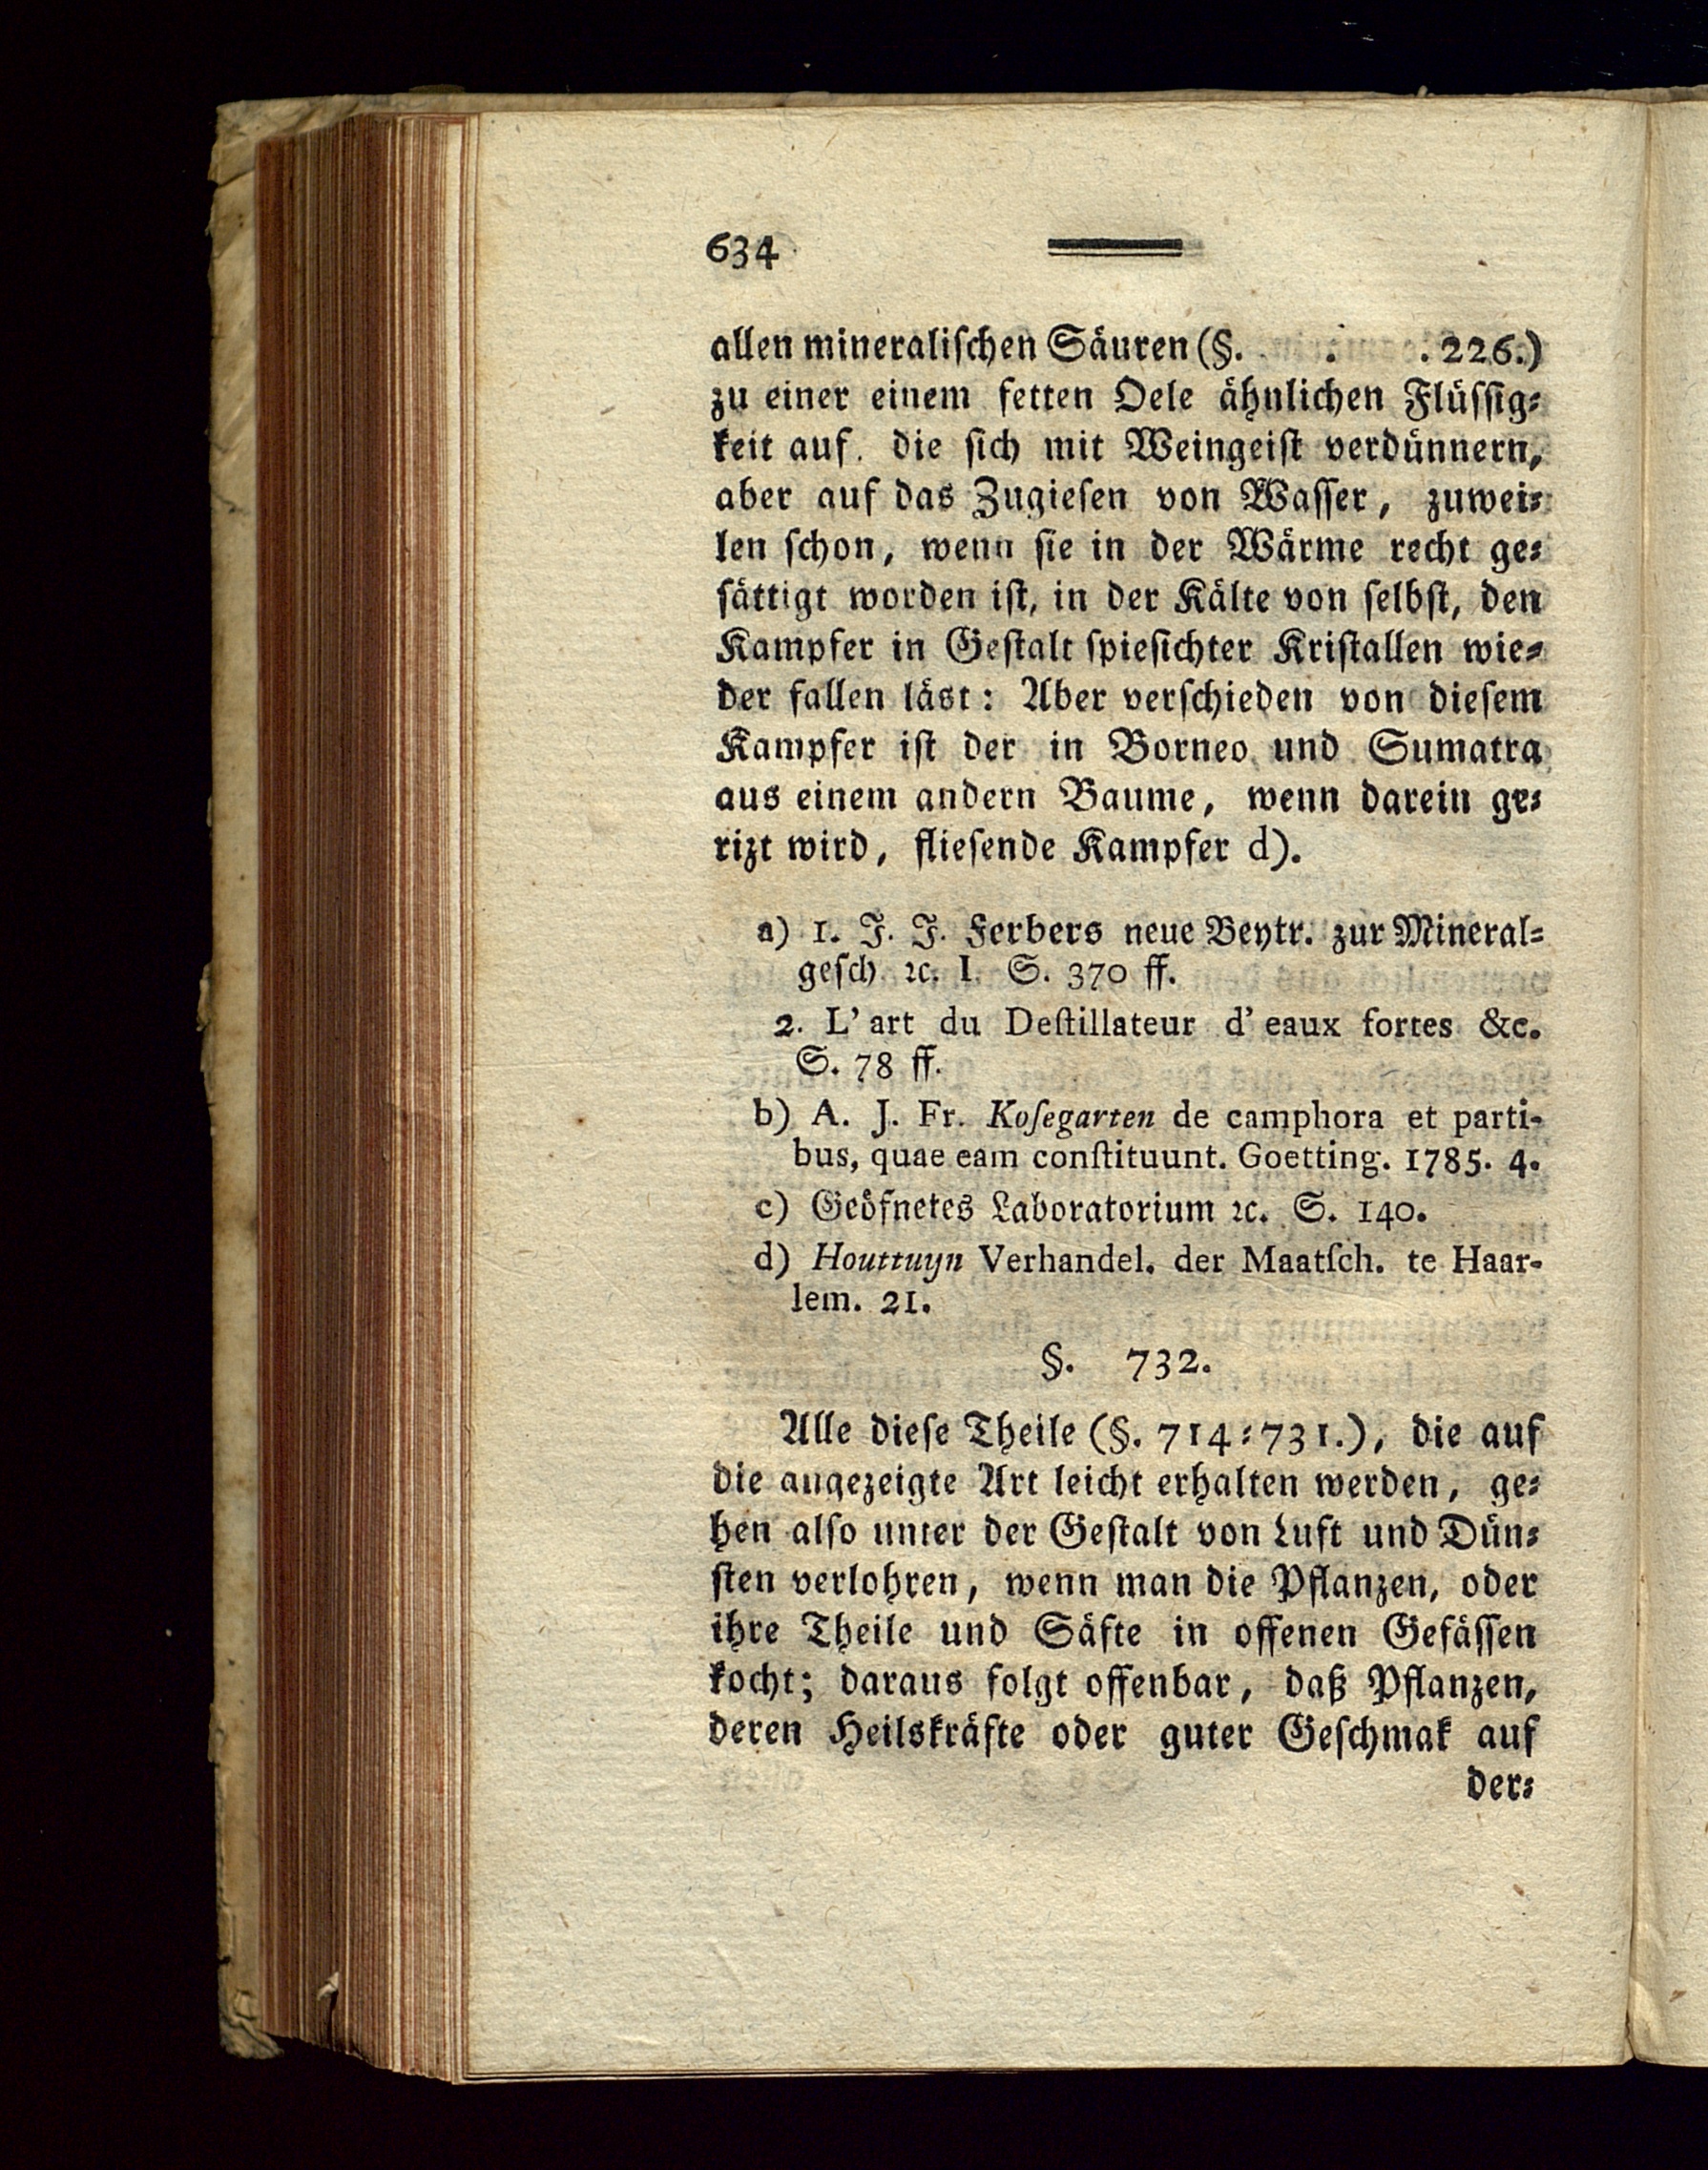 634
allen mineraliſchen Säuren (§. . . 226.)
zu einer einem fetten Oele ähnlichen Flüſſig⸗
keit auf. die ſich mit Weingeiſt verdünnern,
aber auf das Zugieſen von Waſſer, zuwei⸗
len ſchon, wenn ſie in der Wärme recht ge⸗
ſättigt worden iſt, in der Kälte von ſelbſt, den
Kampfer in Geſtalt ſpieſichter Kriſtallen wie⸗
der fallen läst: Aber verſchieden von dieſem
Kampfer iſt der in Borneo und Sumatra
aus einem andern Baume, wenn darein ge⸗
rizt wird, flieſende Kampfer d).
a) 1. J. J. Ferbers neue Beytr. zur Mineral⸗
geſch. ꝛc. I. S. 370 ff.
2. L' art du Deſtillateur d' eaux fortes &c.
S. 78 ff.
b) A. J. Fr. Koſegarten de camphora et parti-
bus, quae eam conſtituunt. Goetting. 1785. 4.
c) Geöfnetes Laboratorium ꝛc. S. 140.
d) Houttuyn Verhandel. der Maatſch. te Haar-
lem. 21.
§. 732.
Alle dieſe Theile (§. 714⸗731.), die auf
die angezeigte Art leicht erhalten werden, ge⸗
hen alſo unter der Geſtalt von Luft und Dün⸗
ſten verlohren, wenn man die Pflanzen, oder
ihre Theile und Säfte in offenen Gefäſſen
kocht; daraus folgt offenbar, daß Pflanzen,
deren Heilskräfte oder guter Geſchmak auf
der⸗